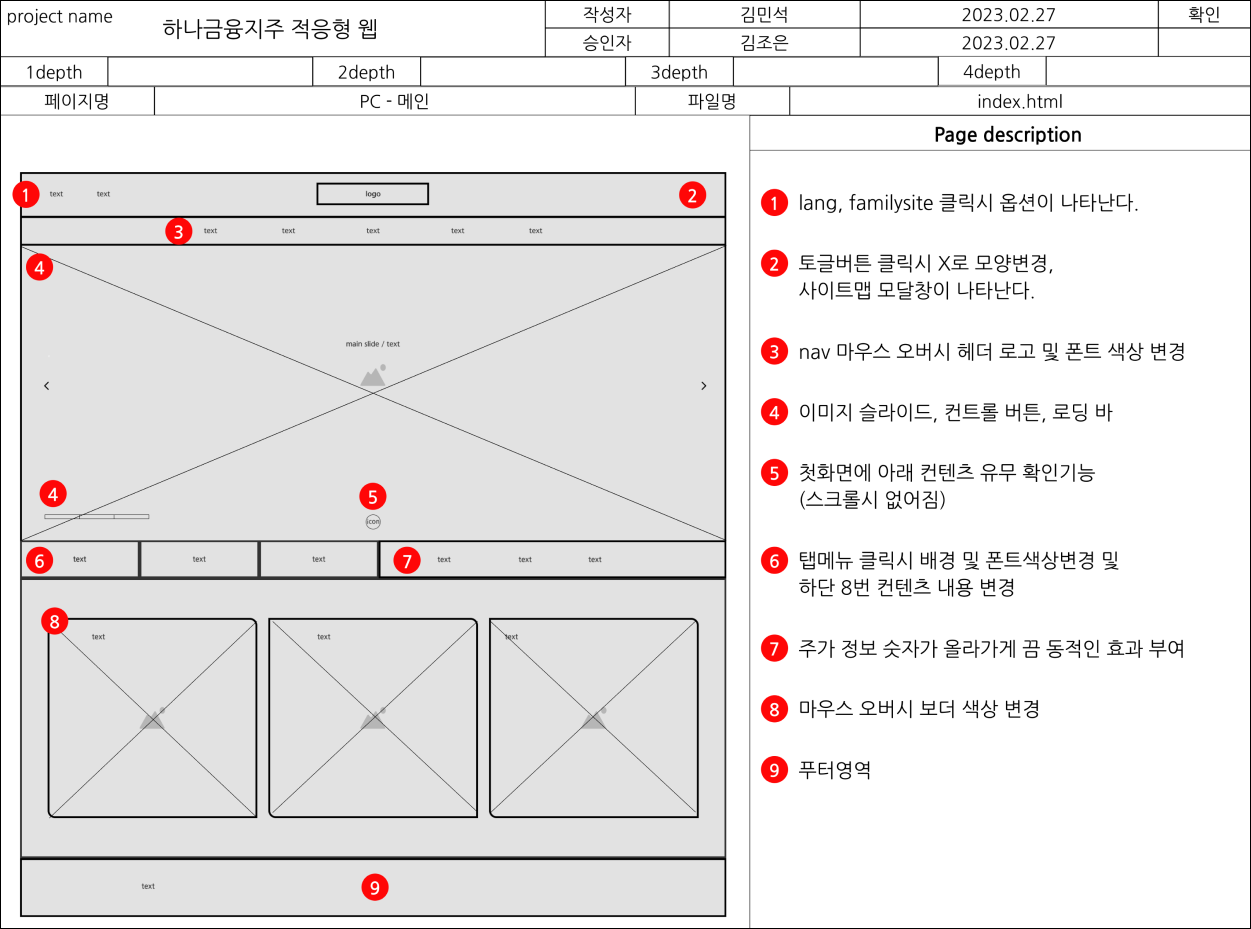 project name
하나금융지주 적응형 웹
작성자 김민석 2023.02.27 확인
승인자 김조은 2023.02.27
1depth 2depth 3depth 4depth
페이지명 PC - 메인 파일명 index.html
Page description
1 text text logo 2
3 text text text text text
4
main slide / text
‹ ›
4 5
icon
6 text text text 7 text text text
8
text text text
text 9
1 lang, familysite 클릭시 옵션이 나타난다.
2 토글버튼 클릭시 X로 모양변경,
사이트맵 모달창이 나타난다.
3 nav 마우스 오버시 헤더 로고 및 폰트 색상 변경
4 이미지 슬라이드, 컨트롤 버튼, 로딩 바
5 첫화면에 아래 컨텐츠 유무 확인기능
(스크롤시 없어짐)
6 탭메뉴 클릭시 배경 및 폰트색상변경 및
하단 8번 컨텐츠 내용 변경
7 주가 정보 숫자가 올라가게 끔 동적인 효과 부여
8 마우스 오버시 보더 색상 변경
9 푸터영역